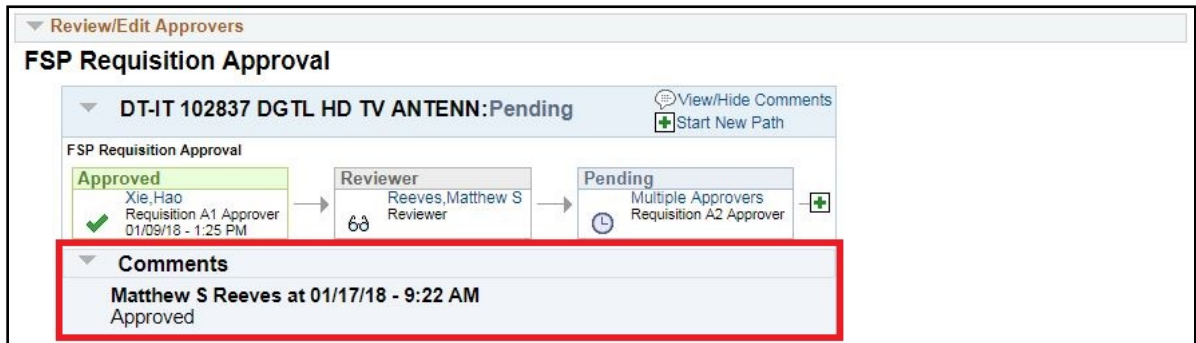 Review/Edit Approvers
FSP Requisition Approval
DT-IT 102837 DGTL HD TV ANTENN:Pending
View/Hide Comments
Start New Path
FSP Requisition Approval
Approved
Xie,Hao
Requisition A1 Approver
01/09/18 - 1:25 PM
Reviewer
Reeves,Matthew S
Reviewer
Pending
Multiple Approvers
Requisition A2 Approver
Comments
Matthew S Reeves at 01/17/18 - 9:22 AM
Approved